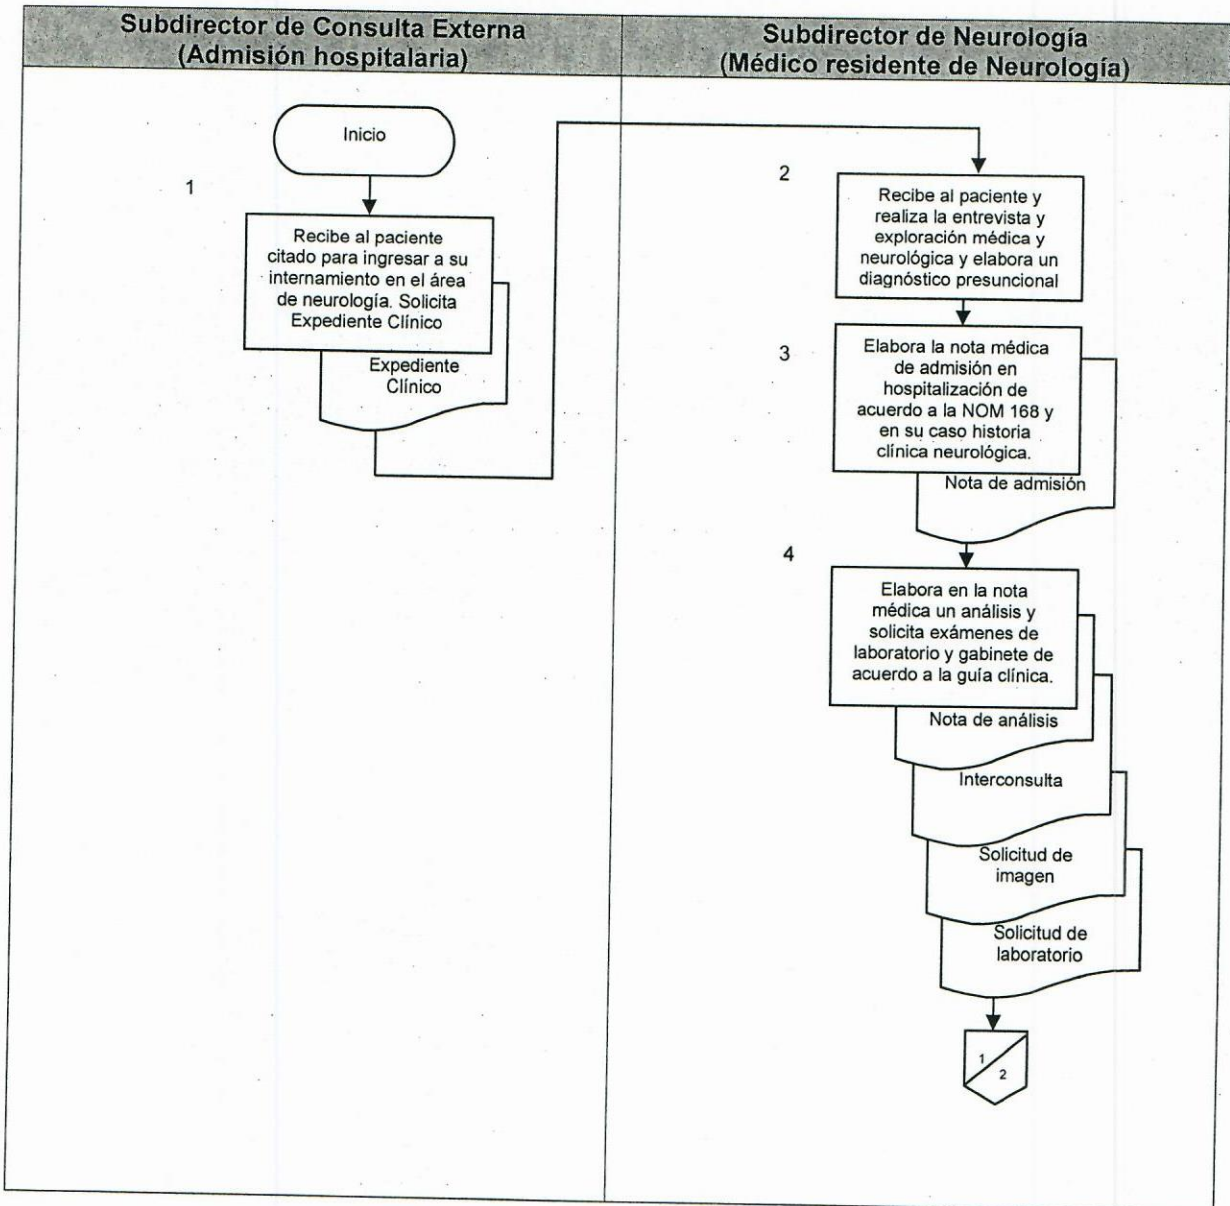 Subdirector de Consulta Externa
(Admisión hospitalaria)
Subdirector de Neurología
(Médico residente de Neurología)
Inicio
1
Recibe al paciente
citado para ingresar a su
internamiento en el área
de neurología. Solicita
Expediente Clínico
Expediente
Clínico
2
Recibe al paciente y
realiza la entrevista y
exploración médica y
neurológica y elabora un
diagnóstico presuncional
3
Elabora la nota médica
de admisión en
hospitalización de
acuerdo a la NOM 168 y
en su caso historia
clínica neurológica.
Nota de admisión
4
Elabora en la nota
médica un análisis y
solicita exámenes de
laboratorio y gabinete de
acuerdo a la guía clínica.
Nota de análisis
Interconsulta
Solicitud de
imagen
Solicitud de
laboratorio
1
2